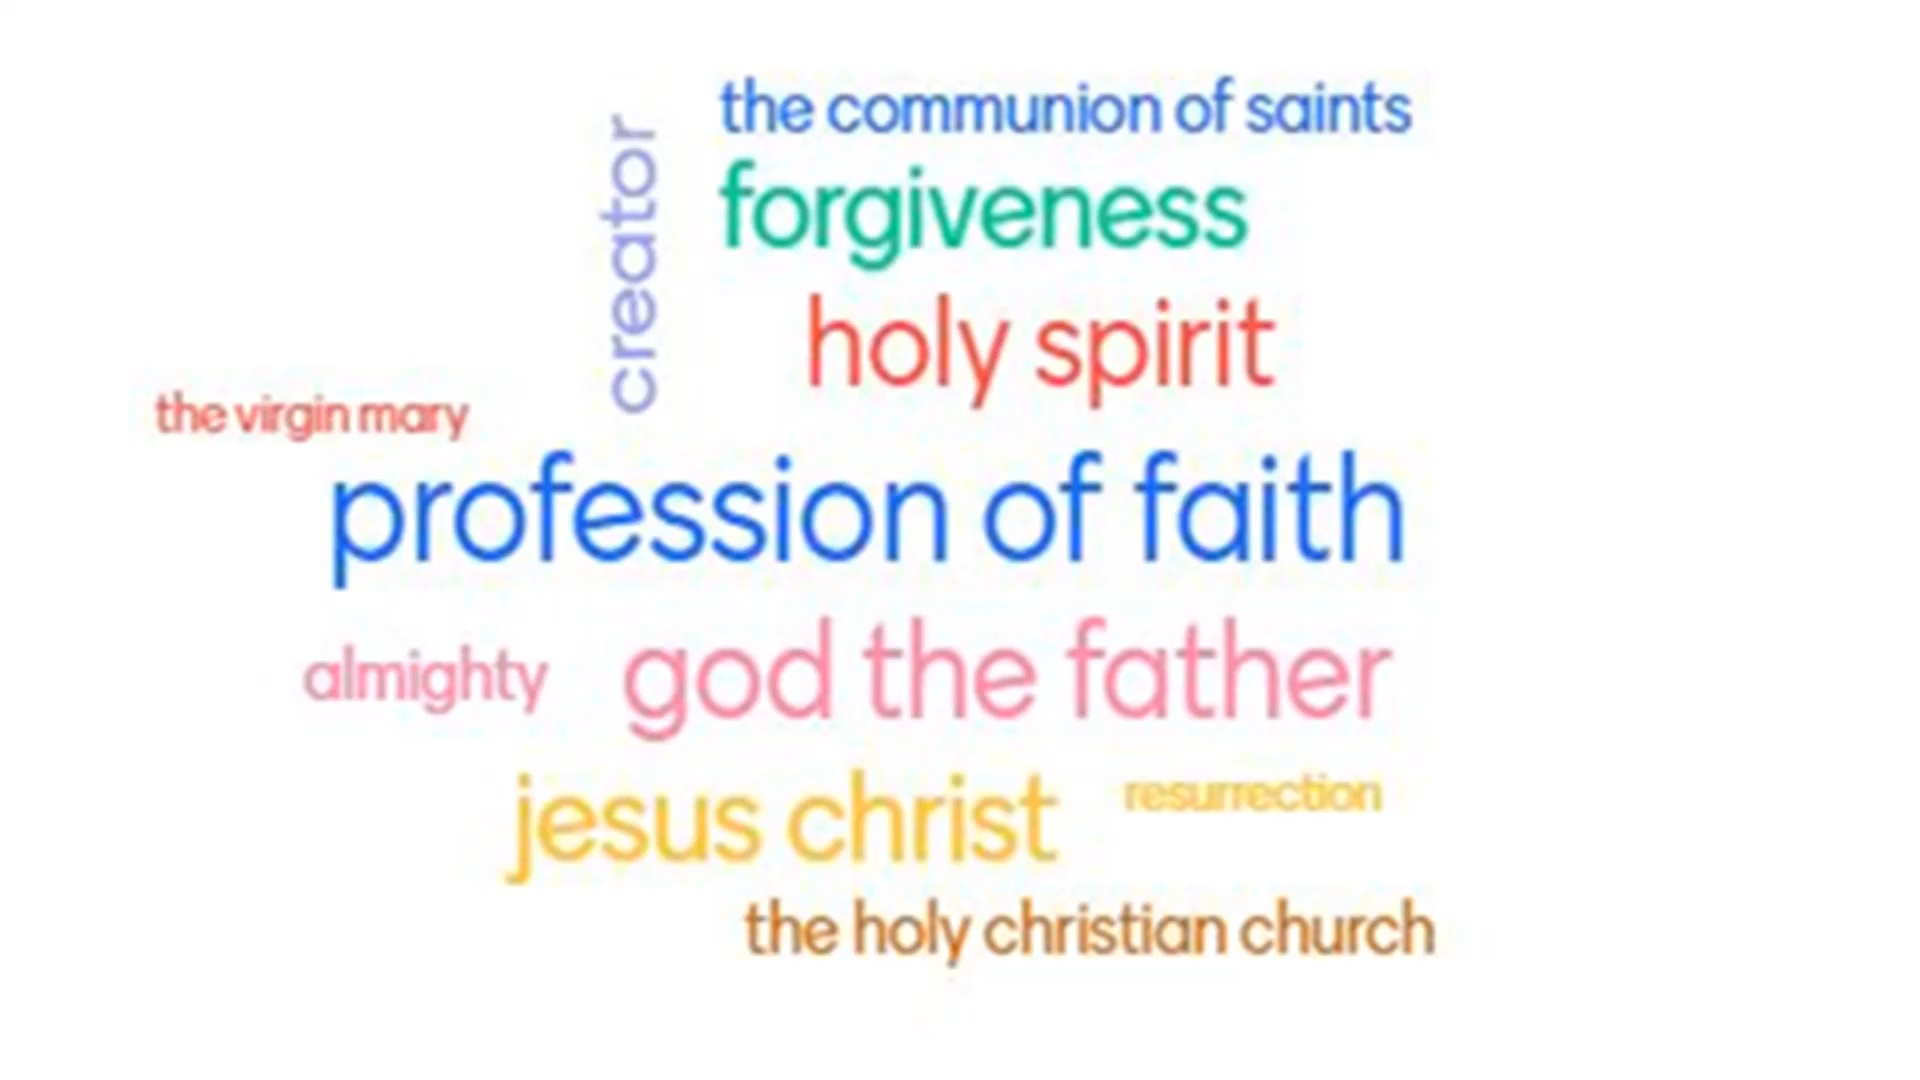 the communion of saints
creator
forgiveness
holy spirit
the virgin mary
profession of faith
almighty
god the father
jesus christ
resurrection
the holy christian church